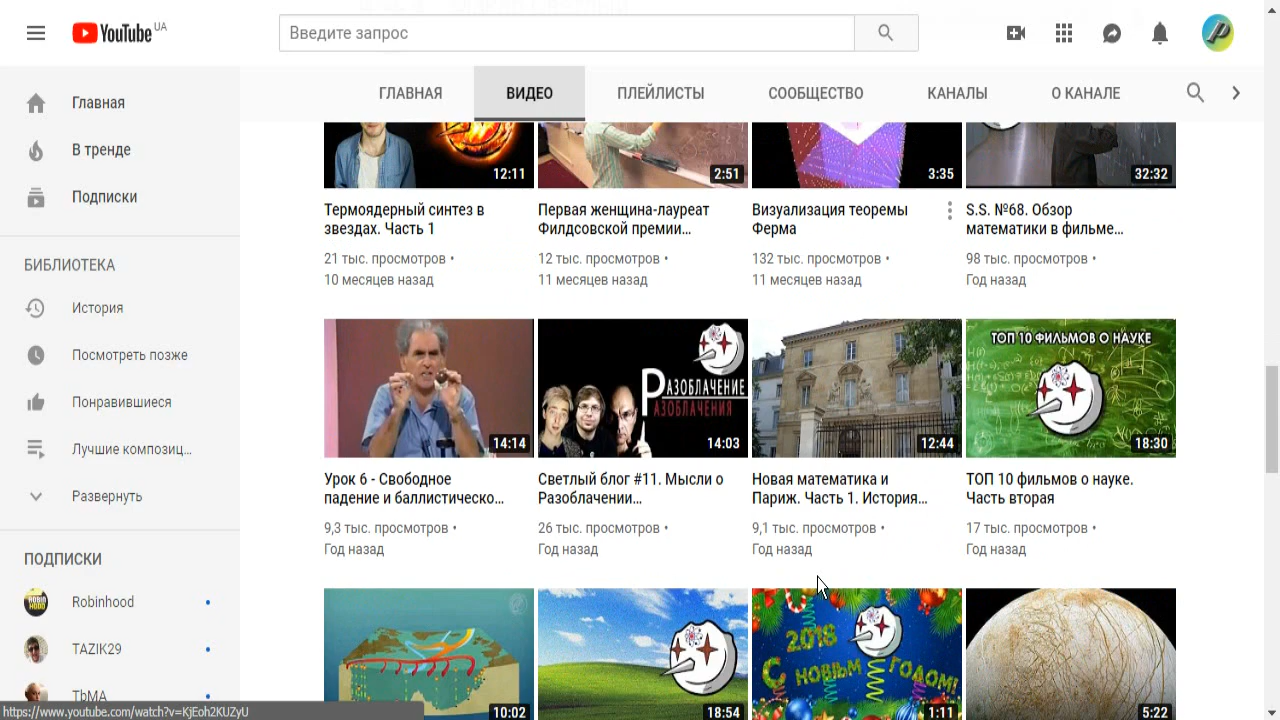 YouTube UA
Введите запрос
Главная
В тренде
Подписки
БИБЛИОТЕКА
История
Посмотреть позже
Понравившиеся
Лучшие композиц...
Развернуть
ПОДПИСКИ
Robinhood
TAZIK29
TbMA
ГЛАВНАЯ
ВИДЕО
ПЛЕЙЛИСТЫ
СООБЩЕСТВО
КАНАЛЫ
О КАНАЛЕ
12:11
2:51
3:35
32:32
Термоядерный синтез в
звездах. Часть 1
21 тыс. просмотров •
10 месяцев назад
Первая женщина-лауреат
Филдсовской премии...
12 тыс. просмотров •
11 месяцев назад
Визуализация теоремы
Ферма
132 тыс. просмотров •
11 месяцев назад
S.S. №68. Обзор
математики в фильме...
98 тыс. просмотров •
Год назад
14:14
РАЗОБЛАЧЕНИЕ
РАЗОБЛАЧЕНИЯ
14:03
12:44
ТОП 10 ФИЛЬМОВ О НАУКЕ
18:30
Урок 6 - Свободное
падение и баллистическо...
9,3 тыс. просмотров •
Год назад
Светлый блог #11. Мысли о
Разоблачении...
26 тыс. просмотров •
Год назад
Новая математика и
Париж. Часть 1. История...
9,1 тыс. просмотров •
Год назад
ТОП 10 фильмов о науке.
Часть вторая
17 тыс. просмотров •
Год назад
10:02
18:54
2018
С НОВЫМ ГОДОМ!
1:11
5:22
https://www.youtube.com/watch?v=KjEoh2KUZyU